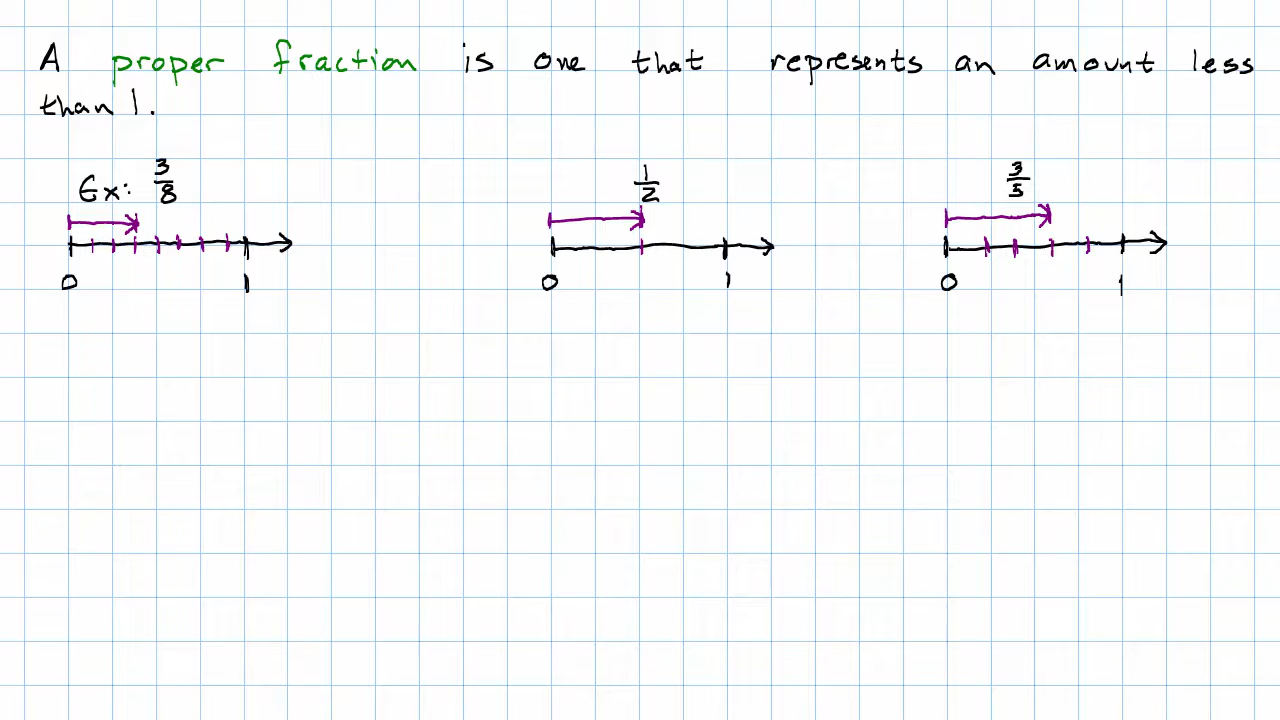 A proper fraction is one that represents an amount less
than 1.
Ex: 3/8 1/2 3/5
0 1 0 1 0 1